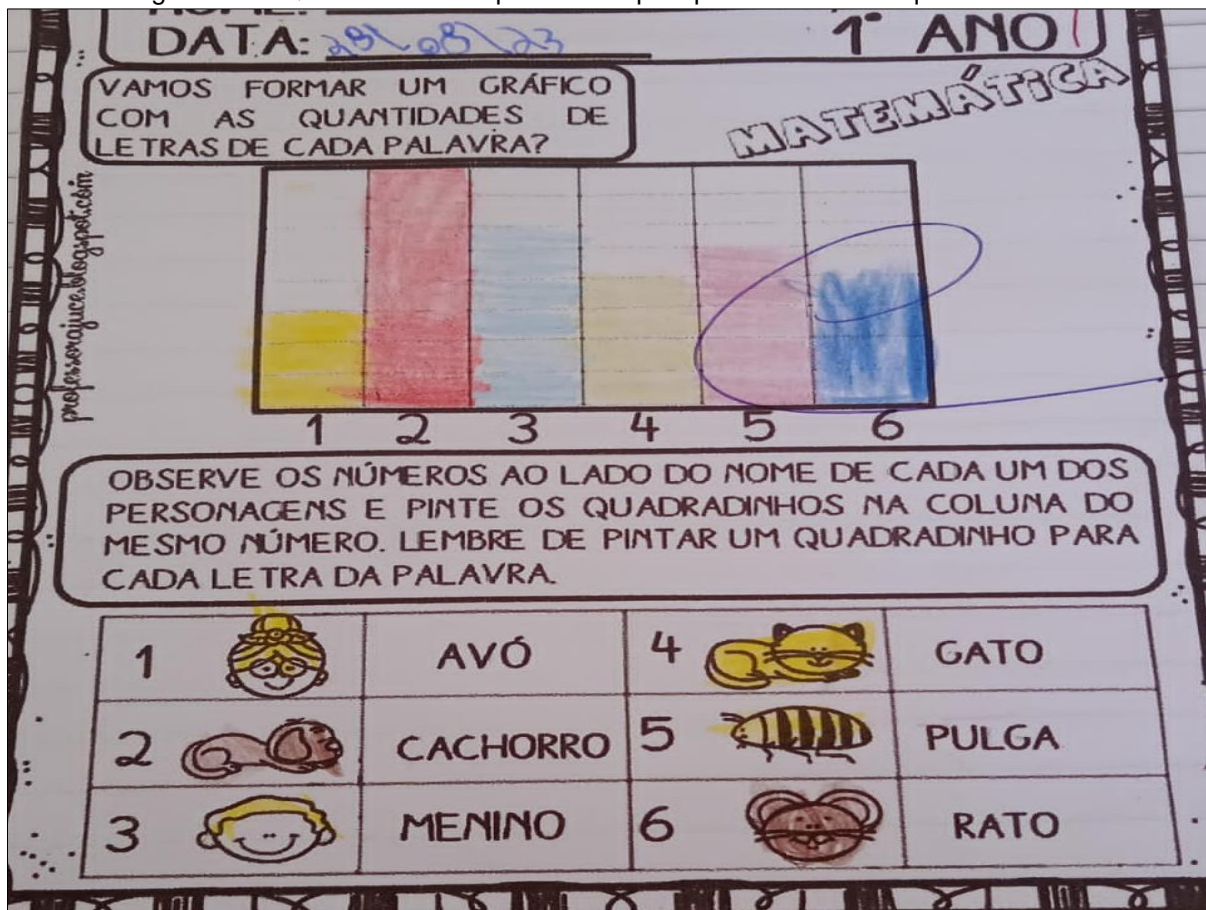 DATA: 29\08\23
1º ANO
VAMOS FORMAR UM GRÁFICO
COM AS QUANTIDADES DE
LETRAS DE CADA PALAVRA?
MATEMÁTICA
professorajuce.blogspot.com
1 2 3 4 5 6
OBSERVE OS NÚMEROS AO LADO DO NOME DE CADA UM DOS
PERSONAGENS E PINTE OS QUADRADINHOS NA COLUNA DO
MESMO NÚMERO. LEMBRE DE PINTAR UM QUADRADINHO PARA
CADA LETRA DA PALAVRA.
1 AVÓ 4 GATO
2 CACHORRO 5 PULGA
3 MENINO 6 RATO